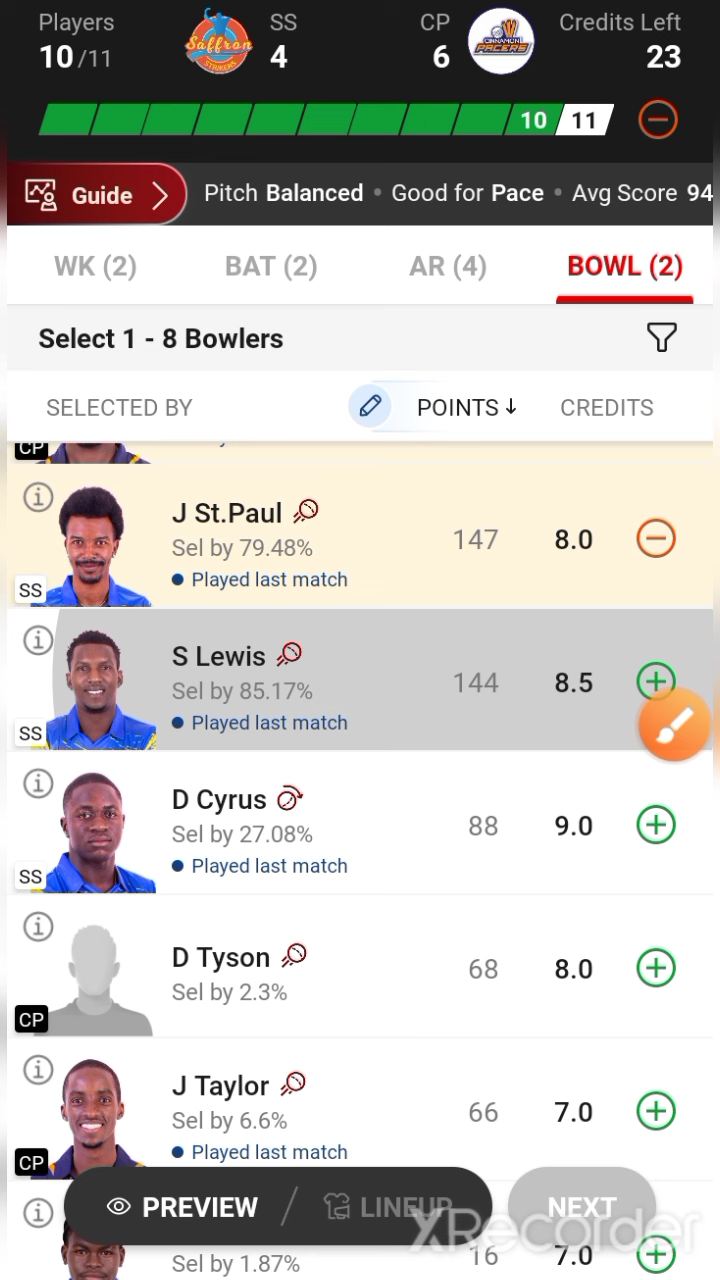 Players
SS
CP
Credits Left
10 /11
Saffron
STRIKERS
4
6
CINNAMON
PACERS
23
10 11
Guide
Pitch Balanced • Good for Pace • Avg Score 94
WK (2) BAT (2) AR (4) BOWL (2)
Select 1 - 8 Bowlers
SELECTED BY POINTS ↓ CREDITS
CP
J St.Paul
Sel by 79.48%
147 8.0
Played last match
SS
S Lewis
Sel by 85.17%
144 8.5
Played last match
SS
D Cyrus
Sel by 27.08%
88 9.0
Played last match
SS
D Tyson
Sel by 2.3%
68 8.0
CP
J Taylor
Sel by 6.6%
66 7.0
Played last match
CP
PREVIEW / LINEUP NEXT
XRecorder
Sel by 1.87%
16 7.0